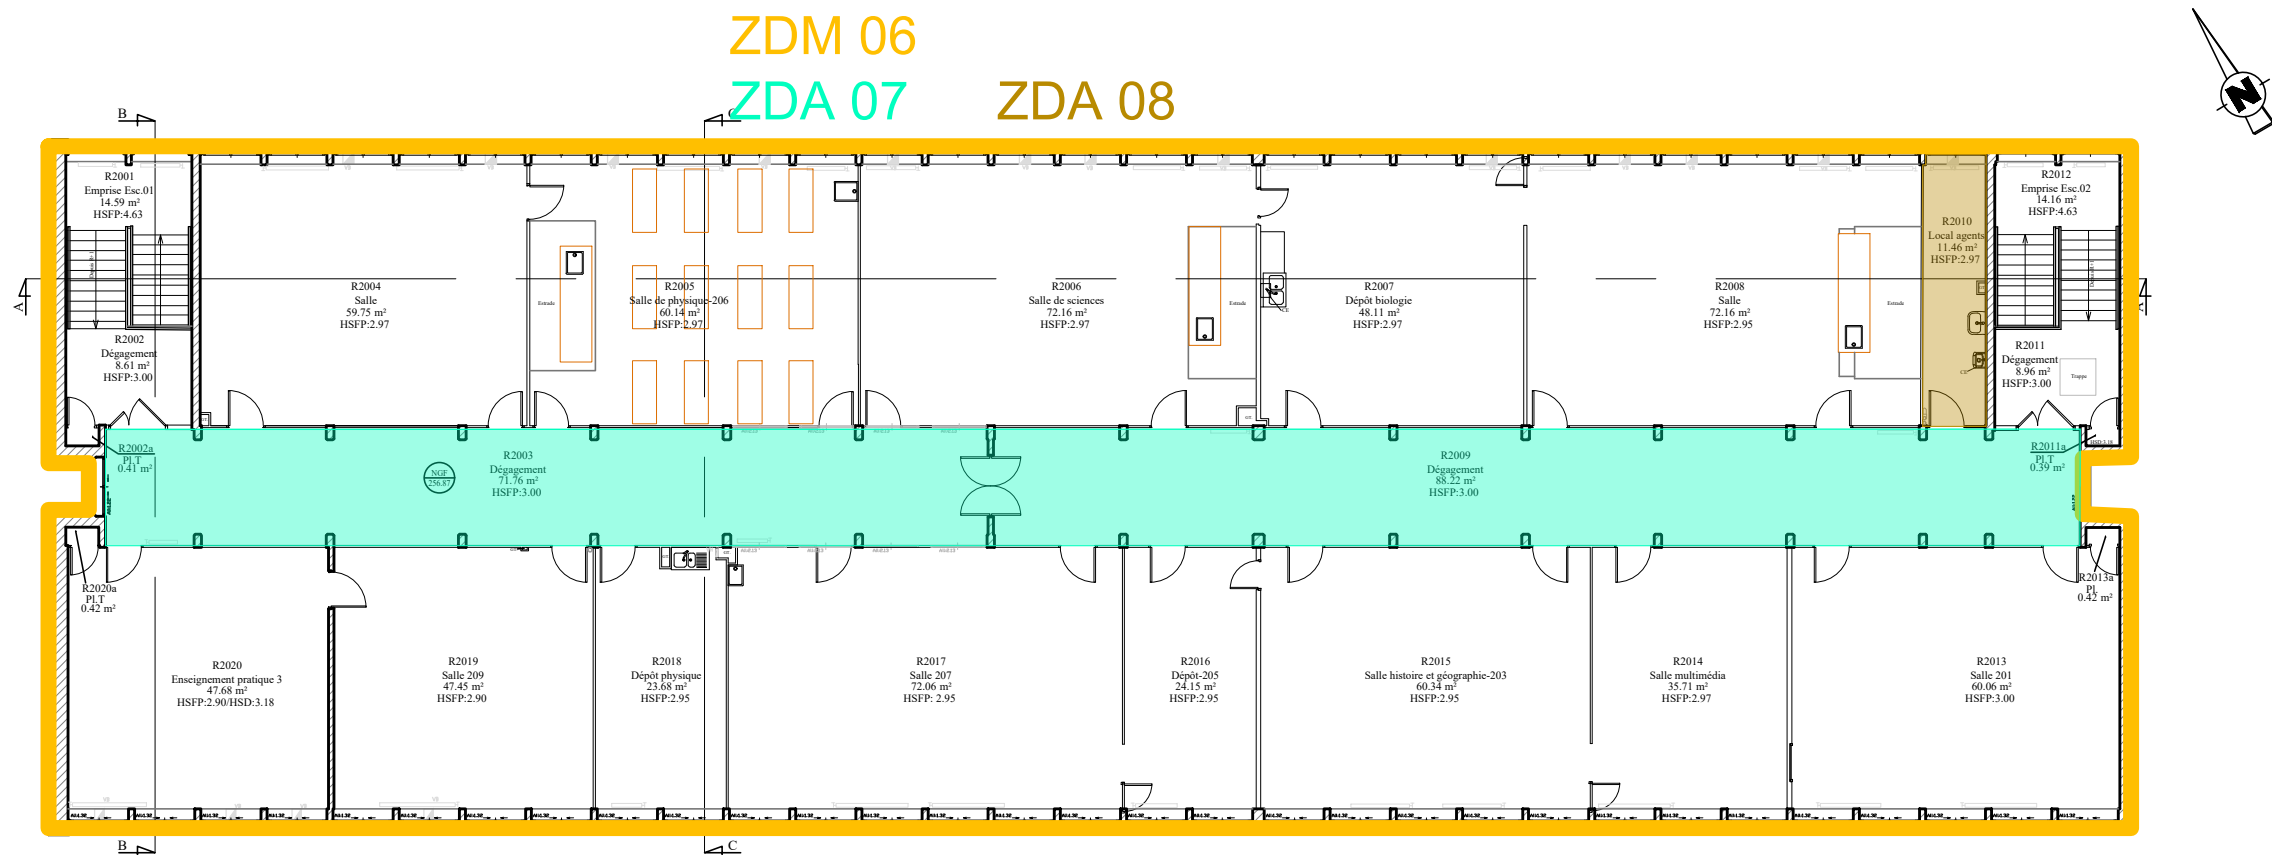 ZDM 06
ZDA 07
ZDA 08
B
C
N
R2001
Emprise Esc.01
14.59 m²
HSFP:4.63
R2012
Emprise Esc.02
14.16 m²
HSFP:4.63
R2010
Local agents
11.46 m²
HSFP:2.97
A
R2004
Salle
59.75 m²
HSFP:2.97
Estrade
R2005
Salle de physique-206
60.14 m²
HSFP:2.97
R2006
Salle de sciences
72.16 m²
HSFP:2.97
Estrade
R2007
Dépôt biologie
48.11 m²
HSFP:2.97
CE
R2008
Salle
72.16 m²
HSFP:2.95
Estrade
A
R2002
Dégagement
8.61 m²
HSFP:3.00
R2011
Dégagement
8.96 m²
HSFP:3.00
Trappe
CE
R2002a
Pl.T
0.41 m²
NGF
256.87
R2003
Dégagement
71.76 m²
HSFP:3.00
R2009
Dégagement
88.22 m²
HSFP:3.00
HSD:3.18
R2011a
Pl.T
0.39 m²
R2020a
Pl.T
0.42 m²
R2013a
Pl.
0.42 m²
R2020
Enseignement pratique 3
47.68 m²
HSFP:2.90/HSD:3.18
R2019
Salle 209
47.45 m²
HSFP:2.90
R2018
Dépôt physique
23.68 m²
HSFP:2.95
R2017
Salle 207
72.06 m²
HSFP: 2.95
R2016
Dépôt-205
24.15 m²
HSFP:2.95
R2015
Salle histoire et géographie-203
60.34 m²
HSFP:2.95
R2014
Salle multimédia
35.71 m²
HSFP:2.97
R2013
Salle 201
60.06 m²
HSFP:3.00
B
C